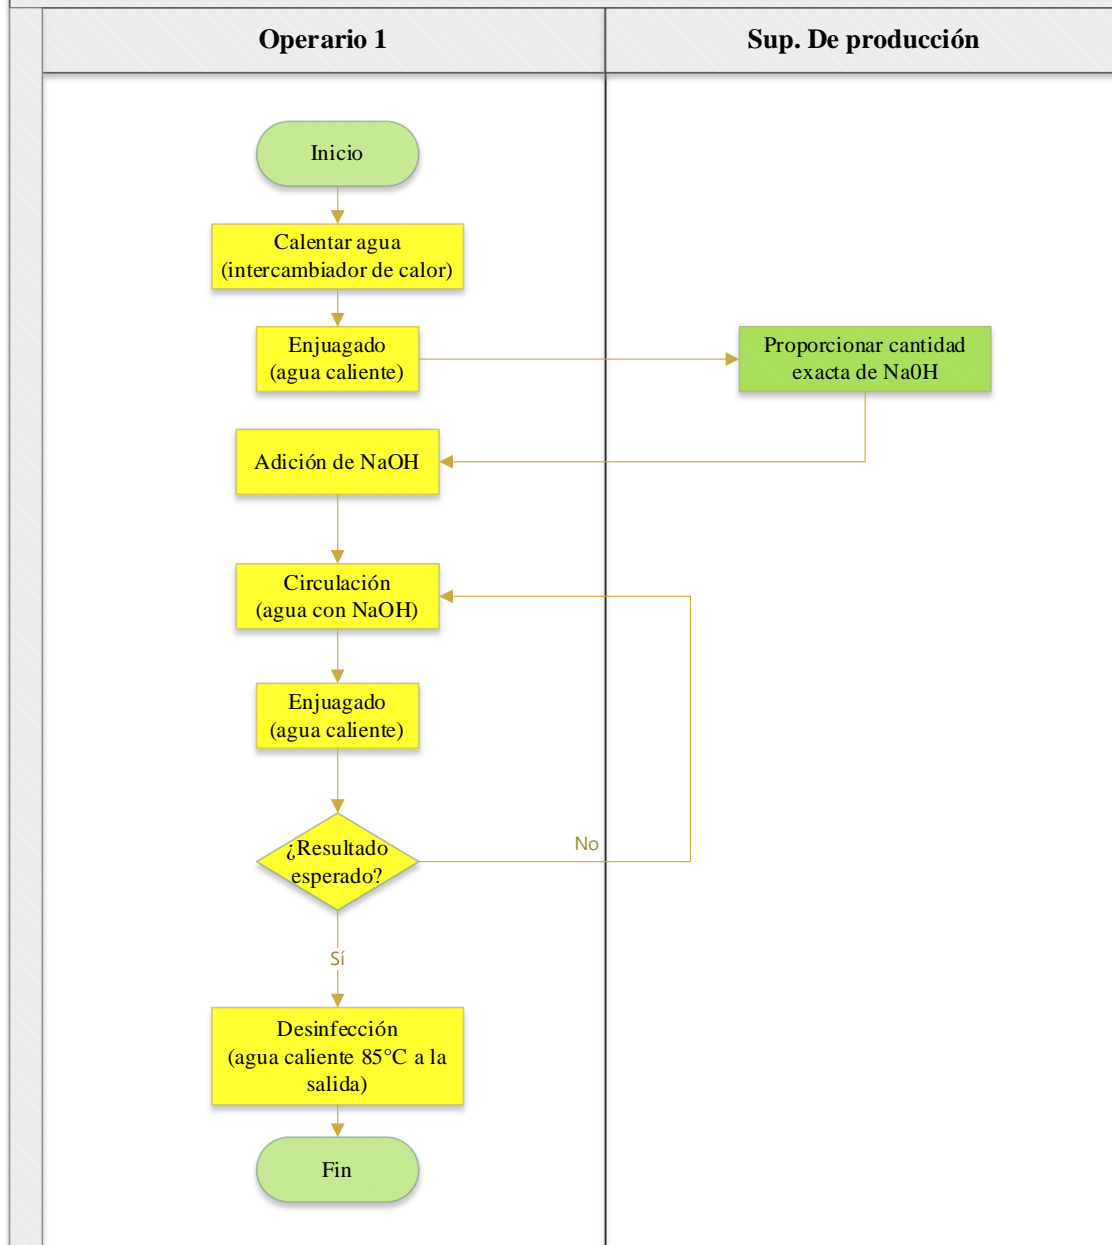 Operario 1
Sup. De producción
Inicio
Calentar agua
(intercambiador de calor)
Enjuagado
(agua caliente)
Proporcionar cantidad
exacta de Na0H
Adición de NaOH
Circulación
(agua con NaOH)
Enjuagado
(agua caliente)
¿Resultado
esperado?
No
Sí
Desinfección
(agua caliente 85°C a la
salida)
Fin